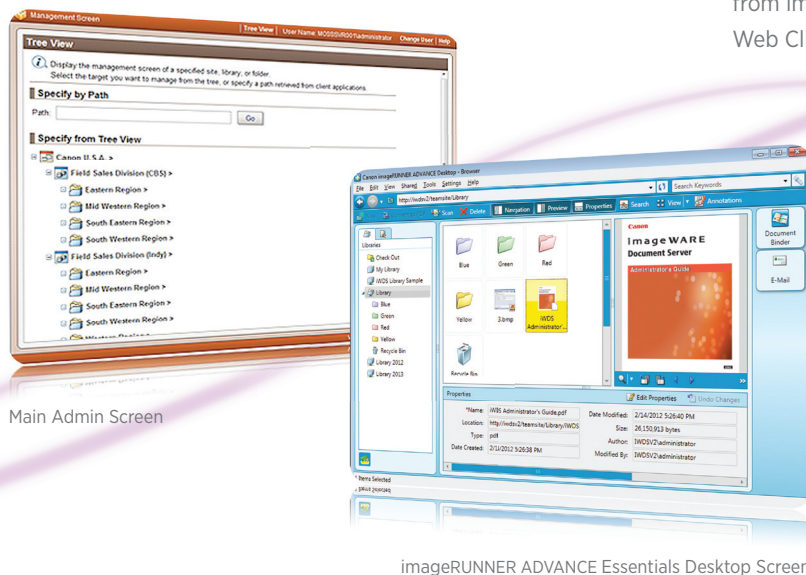 from im
Web Cli
Management Screen
Tree View | User Name: MOSSSVR001\administrator Change User | Help
Tree View
Display the management screen of a specified site, library, or folder.
Select the target you want to manage from the tree, or specify a path retrieved from client applications.
Specify by Path
Path:
Go
Specify from Tree View
Canon U.S.A. >
Field Sales Division (CBS) >
Eastern Region >
Mid Western Region >
South Eastern Region >
South Western Region >
Field Sales Division (Indy) >
Eastern Region >
Mid Western Region >
South Eastern Region >
South Western Region >
Main Admin Screen
Canon imageRUNNER ADVANCE Desktop - Browser
File Edit View Shared Tools Settings Help
http://iwdsv2/teamsite/Library
Search Keywords
Scan Delete Navigation Preview Properties Search View Annotations
Libraries
Check Out
My Library
iWDS Library Sample
Library
Blue
Green
Red
Yellow
Recycle Bin
Library 2012
Library 2013
Blue Green Red
Yellow 3.bmp iWDS
Administrator'...
Recycle Bin
Canon
ImageWARE
Document Server
Administrator's Guide
Document
Binder
E-Mail
Properties
Edit Properties Undo Changes
*Name: iWDS Administrator's Guide.pdf Date Modified: 2/14/2012 5:26:40 PM
Location: http://iwdsv2/teamsite/Library/iWDS Size: 26,150,913 bytes
Type: pdf Author: IWDSV2\administrator
Date Created: 2/1/2012 5:26:38 PM Modified By: IWDSV2\administrator
Items Selected
imageRUNNER ADVANCE Essentials Desktop Screen